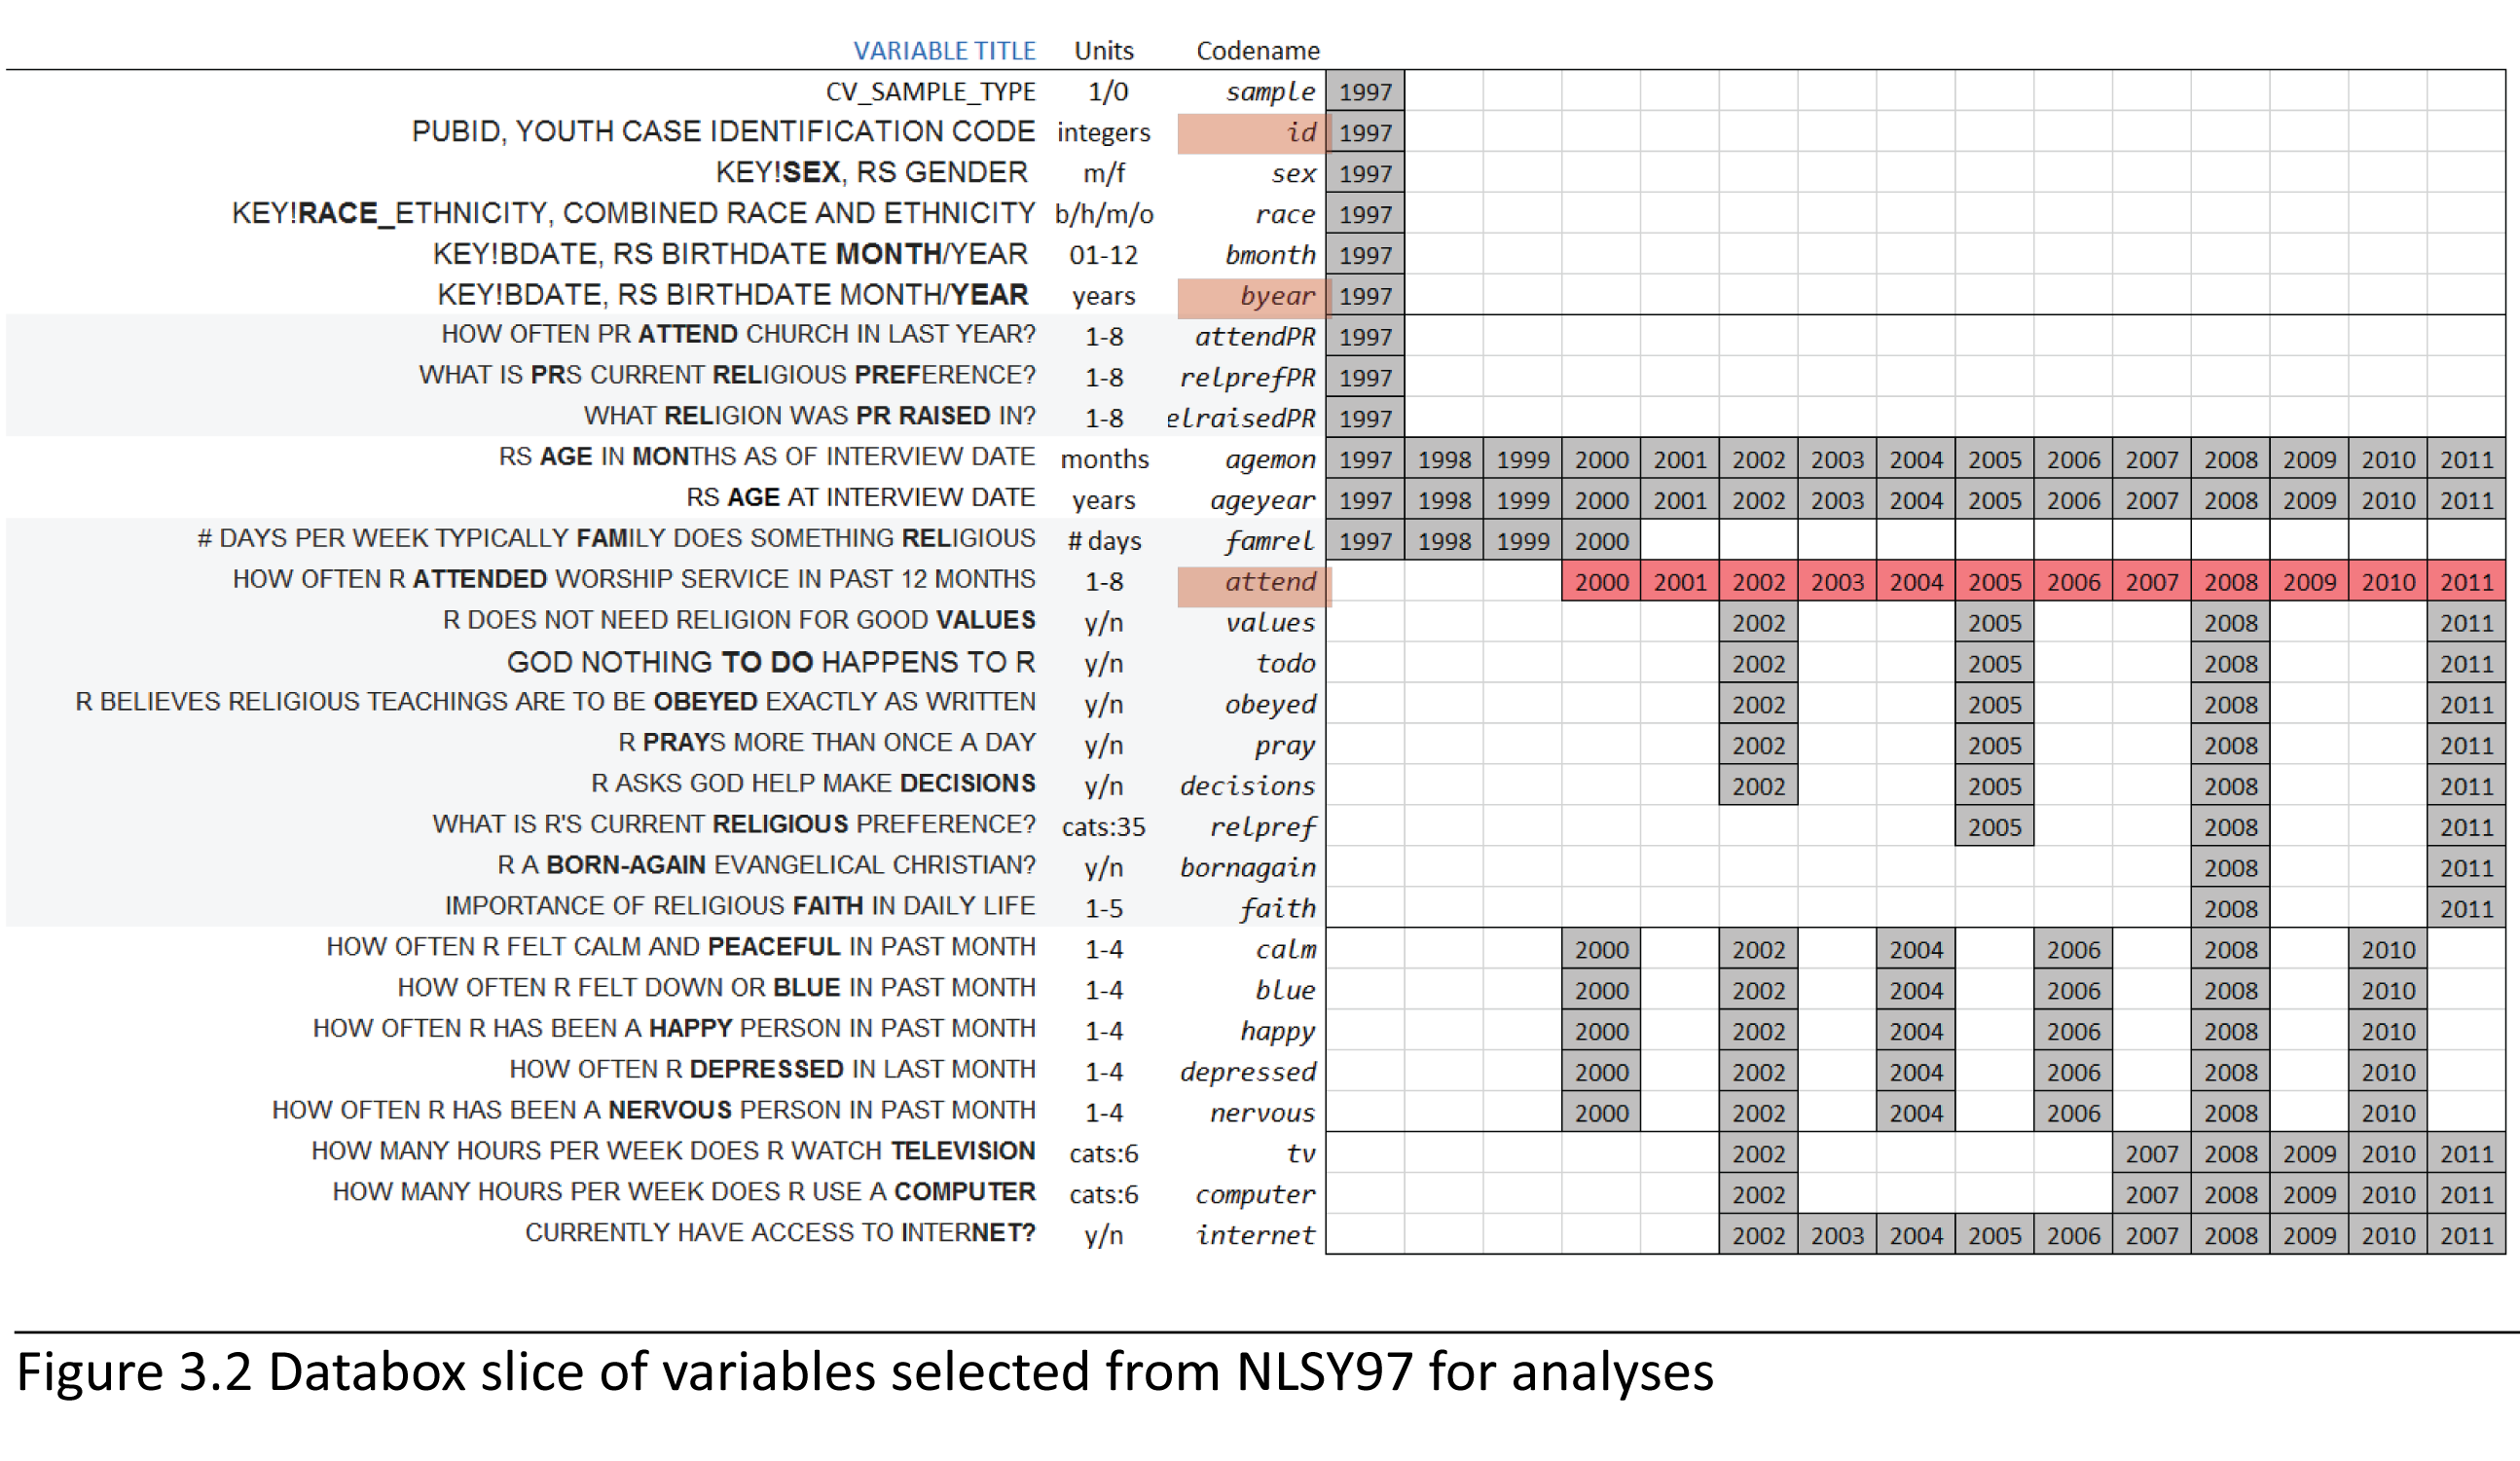 VARIABLE TITLE Units Codename
CV_SAMPLE_TYPE 1/0 sample 1997
PUBID, YOUTH CASE IDENTIFICATION CODE integers id 1997
KEY!SEX, RS GENDER m/f sex 1997
KEY!RACE_ETHNICITY, COMBINED RACE AND ETHNICITY b/h/m/o race 1997
KEY!BDATE, RS BIRTHDATE MONTH/YEAR 01-12 bmonth 1997
KEY!BDATE, RS BIRTHDATE MONTH/YEAR years byear 1997
HOW OFTEN PR ATTEND CHURCH IN LAST YEAR? 1-8 attendPR 1997
WHAT IS PRS CURRENT RELIGIOUS PREFERENCE? 1-8 relprefPR 1997
WHAT RELIGION WAS PR RAISED IN? 1-8 elraisedPR 1997
RS AGE IN MONTHS AS OF INTERVIEW DATE months agemon 1997 1998 1999 2000 2001 2002 2003 2004 2005 2006 2007 2008 2009 2010 2011
RS AGE AT INTERVIEW DATE years ageyear 1997 1998 1999 2000 2001 2002 2003 2004 2005 2006 2007 2008 2009 2010 2011
# DAYS PER WEEK TYPICALLY FAMILY DOES SOMETHING RELIGIOUS # days famrel 1997 1998 1999 2000
HOW OFTEN R ATTENDED WORSHIP SERVICE IN PAST 12 MONTHS 1-8 attend 2000 2001 2002 2003 2004 2005 2006 2007 2008 2009 2010 2011
R DOES NOT NEED RELIGION FOR GOOD VALUES y/n values 2002 2005 2008 2011
GOD NOTHING TO DO HAPPENS TO R y/n todo 2002 2005 2008 2011
R BELIEVES RELIGIOUS TEACHINGS ARE TO BE OBEYED EXACTLY AS WRITTEN y/n obeyed 2002 2005 2008 2011
R PRAYS MORE THAN ONCE A DAY y/n pray 2002 2005 2008 2011
R ASKS GOD HELP MAKE DECISIONS y/n decisions 2002 2005 2008 2011
WHAT IS R'S CURRENT RELIGIOUS PREFERENCE? cats:35 relpref 2005 2008 2011
R A BORN-AGAIN EVANGELICAL CHRISTIAN? y/n bornagain 2008 2011
IMPORTANCE OF RELIGIOUS FAITH IN DAILY LIFE 1-5 faith 2008 2011
HOW OFTEN R FELT CALM AND PEACEFUL IN PAST MONTH 1-4 calm 2000 2002 2004 2006 2008 2010
HOW OFTEN R FELT DOWN OR BLUE IN PAST MONTH 1-4 blue 2000 2002 2004 2006 2008 2010
HOW OFTEN R HAS BEEN A HAPPY PERSON IN PAST MONTH 1-4 happy 2000 2002 2004 2006 2008 2010
HOW OFTEN R DEPRESSED IN LAST MONTH 1-4 depressed 2000 2002 2004 2006 2008 2010
HOW OFTEN R HAS BEEN A NERVOUS PERSON IN PAST MONTH 1-4 nervous 2000 2002 2004 2006 2008 2010
HOW MANY HOURS PER WEEK DOES R WATCH TELEVISION cats:6 tv 2002 2007 2008 2009 2010 2011
HOW MANY HOURS PER WEEK DOES R USE A COMPUTER cats:6 computer 2002 2007 2008 2009 2010 2011
CURRENTLY HAVE ACCESS TO INTERNET? y/n internet 2002 2003 2004 2005 2006 2007 2008 2009 2010 2011
Figure 3.2 Databox slice of variables selected from NLSY97 for analyses